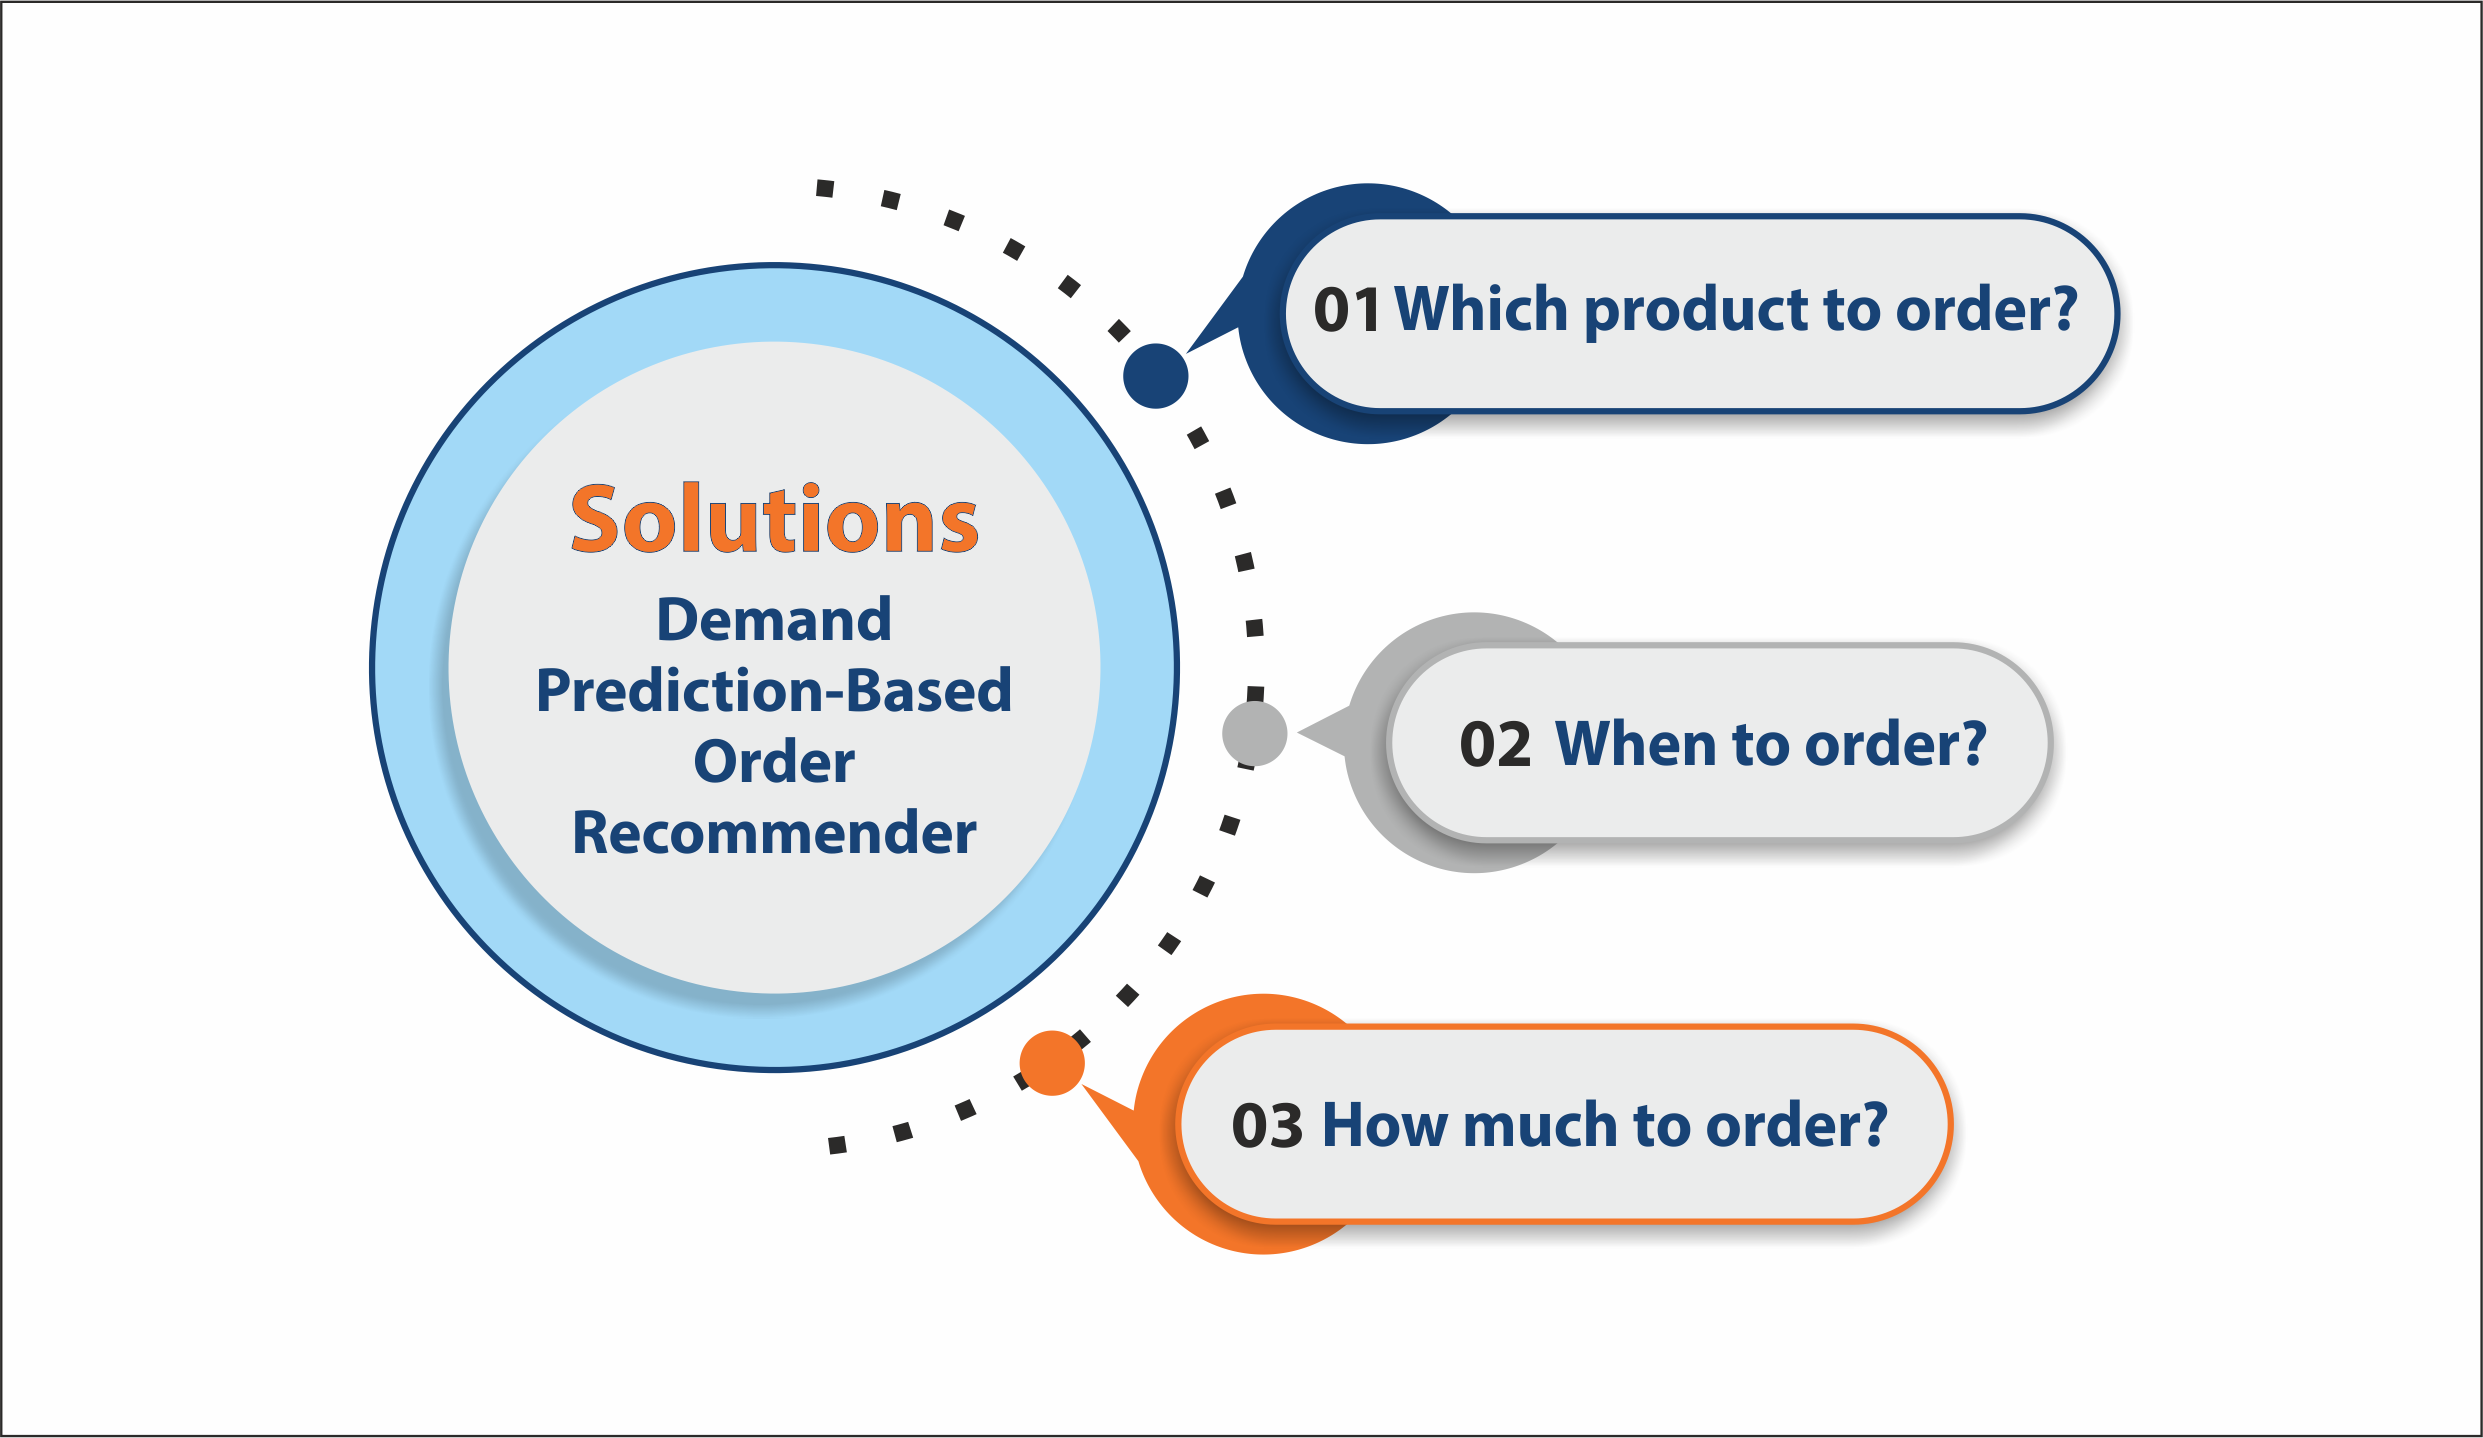 Solutions
Demand
Prediction-Based
Order
Recommender
01 Which product to order?
02 When to order?
03 How much to order?